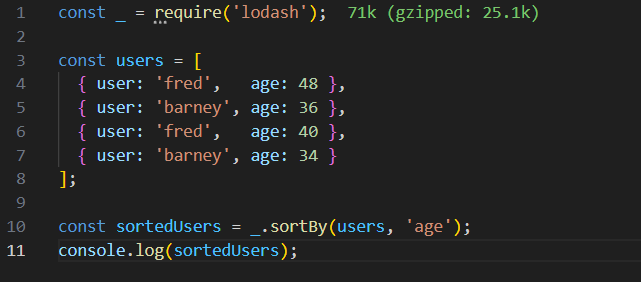 1 const _ = require('lodash');  71k (gzipped: 25.1k)
2
3 const users = [
4   { user: 'fred',   age: 48 },
5   { user: 'barney', age: 36 },
6   { user: 'fred',   age: 40 },
7   { user: 'barney', age: 34 }
8 ];
9
10 const sortedUsers = _.sortBy(users, 'age');
11 console.log(sortedUsers);